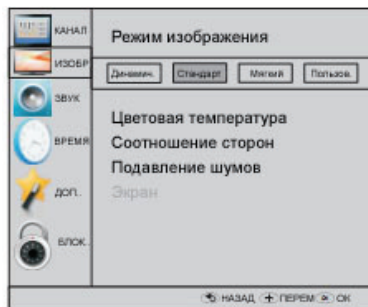 КАНАЛ
ИЗОБР
ЗВУК
ВРЕМЯ
ДОП..
БЛОК.
Режим изображения
Динамич. Стандарт Мягкий Пользов.
Цветовая температура
Соотношение сторон
Подавление шумов
Экран
НАЗАД ПЕРЕМ ОК